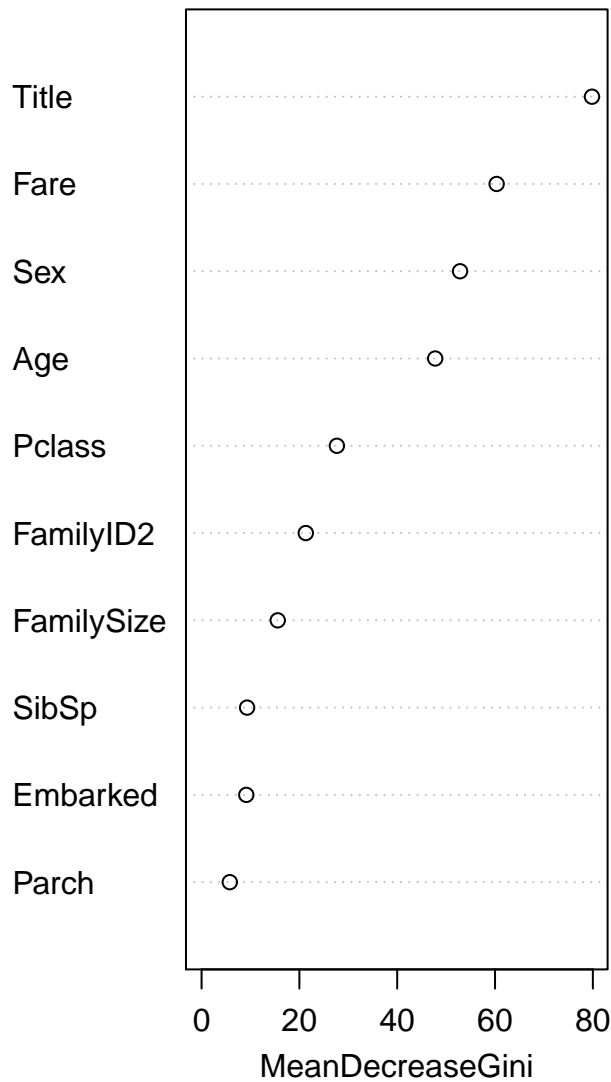 Title
Fare
Sex
Age
Pclass
FamilyID2
FamilySize
SibSp
Embarked
Parch
0 20 40 60 80
MeanDecreaseGini